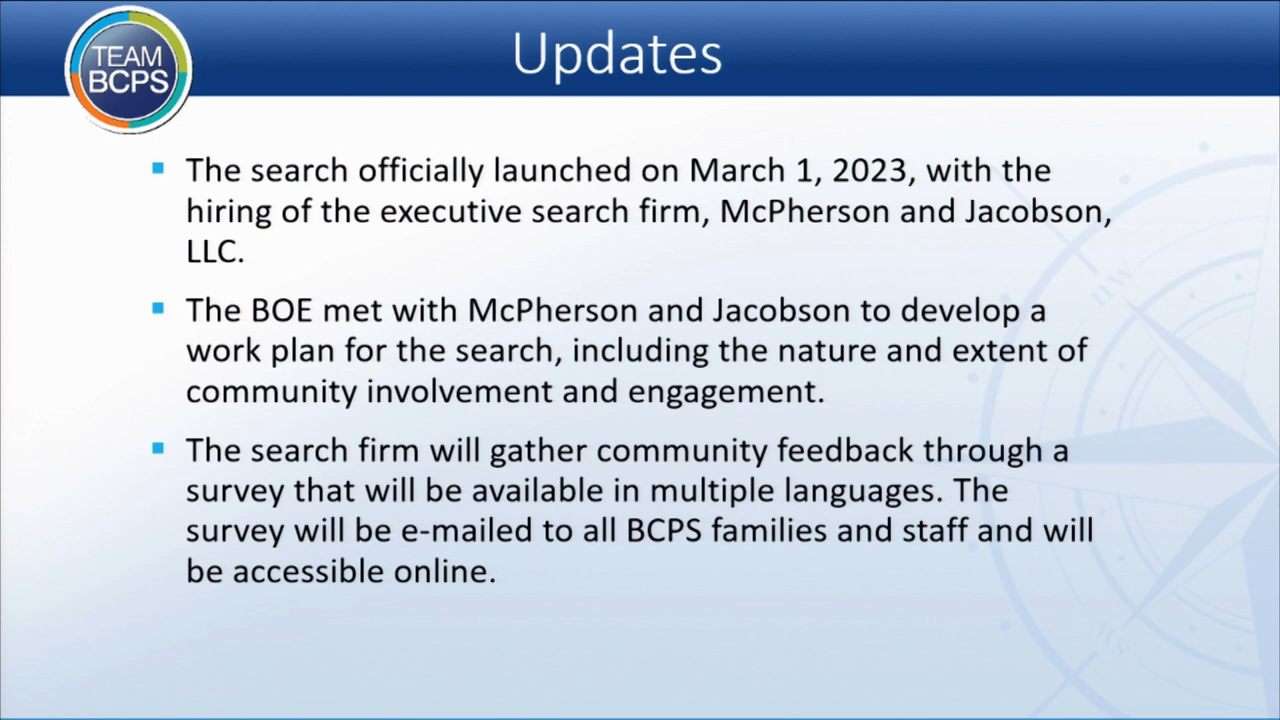 TEAM
BCPS
Updates
The search officially launched on March 1, 2023, with the
hiring of the executive search firm, McPherson and Jacobson,
LLC.
The BOE met with McPherson and Jacobson to develop a
work plan for the search, including the nature and extent of
community involvement and engagement.
The search firm will gather community feedback through a
survey that will be available in multiple languages. The
survey will be e-mailed to all BCPS families and staff and will
be accessible online.